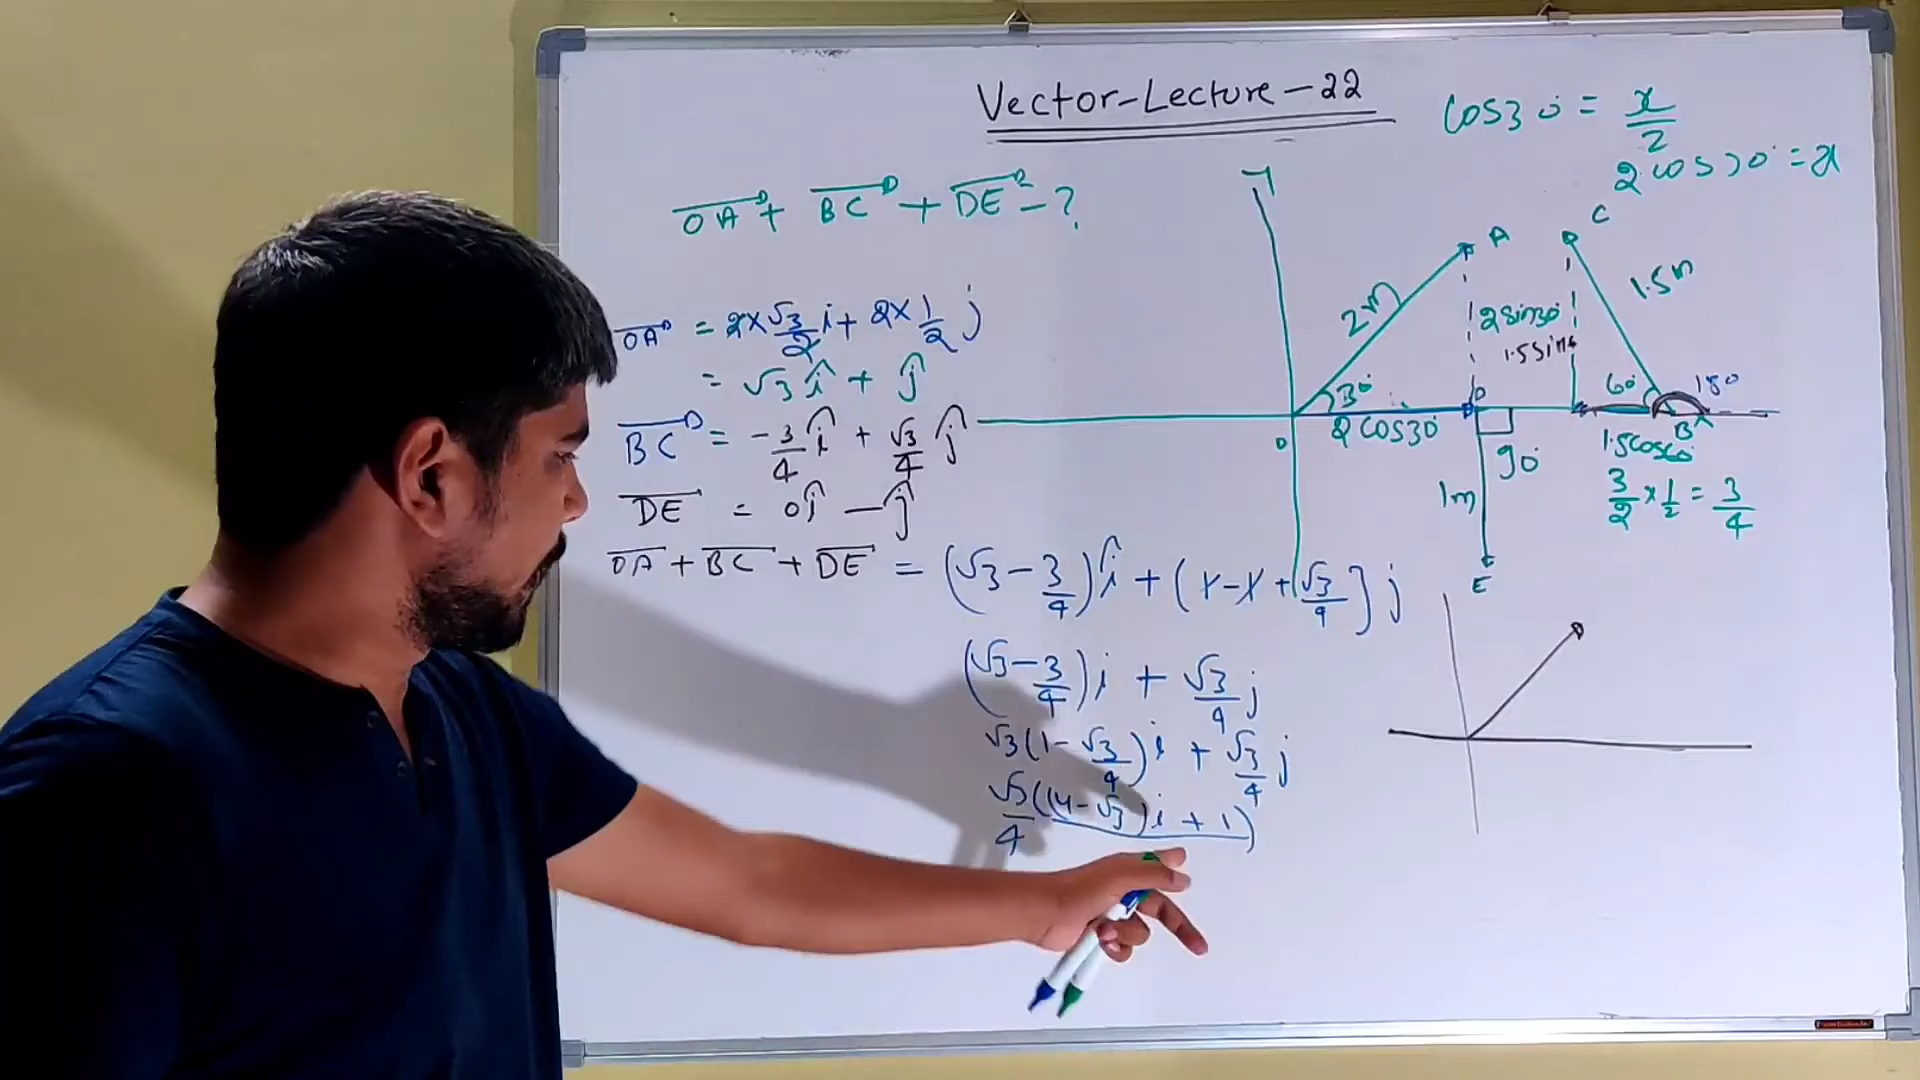 Vector-Lecture-22
cos30° = x/2
2cos30° = x
OA + BC + DE = ?
OA = 2×√3/2 i + 2×1/2 j
= √3 î + ĵ
BC = -3/4 î + √3/4 ĵ
DE = 0î - ĵ
OA + BC + DE = (√3 - 3/4) î + (1 - 1 + √3/4] j
(√3 - 3/4) i + √3/4 j
√3(1 - √3/4) i + √3/4 j
√3/4 ((4-√3) i + 1)
Y
A
C
2m
2sin30°
1.5m
1.5sin
30°
60°
180
O
2cos30°
D
B
90°
1.5cos60°
1m
3/2 × 1/2 = 3/4
E